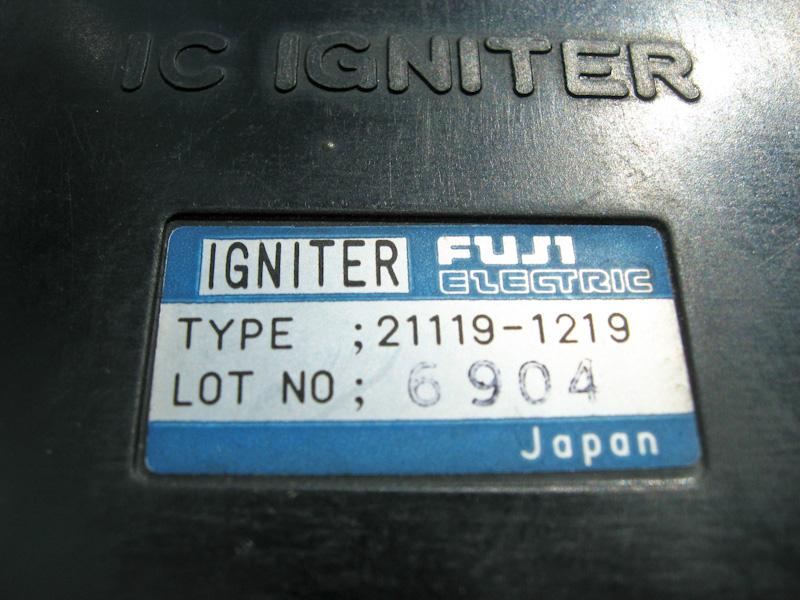 IC IGNITER
IGNITER FUJI
ELECTRIC
TYPE ;21119-1219
LOT NO; 6904
Japan